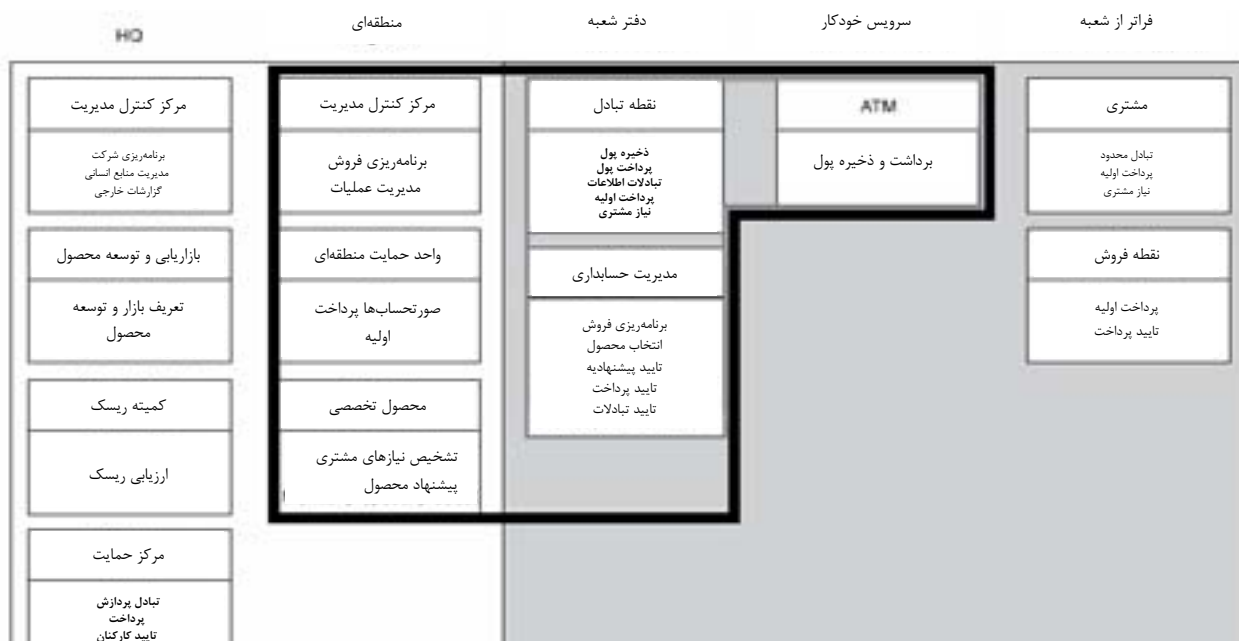 فراتر از شعبه
سرویس خودکار
دفتر شعبه
منطقه‌ای
HQ
مشتری
تبادل محدود
پرداخت اولیه
نیاز مشتری
نقطه فروش
پرداخت اولیه
تایید پرداخت
ATM
برداشت و ذخیره پول
نقطه تبادل
ذخیره پول
پرداخت پول
تبادلات اطلاعات
پرداخت اولیه
نیاز مشتری
مدیریت حسابداری
برنامه‌ریزی فروش
انتخاب محصول
تایید پیشنهادیه
تایید پرداخت
تایید تبادلات
مرکز کنترل مدیریت
برنامه‌ریزی فروش
مدیریت عملیات
واحد حمایت منطقه‌ای
صورتحساب‌ها پرداخت
اولیه
محصول تخصصی
تشخیص نیازهای مشتری
پیشنهاد محصول
مرکز کنترل مدیریت
برنامه‌ریزی شرکت
مدیریت منابع انسانی
گزارشات خارجی
بازاریابی و توسعه محصول
تعریف بازار و توسعه
محصول
کمیته ریسک
ارزیابی ریسک
مرکز حمایت
تبادل پردازش
پرداخت
تایید کارکنان